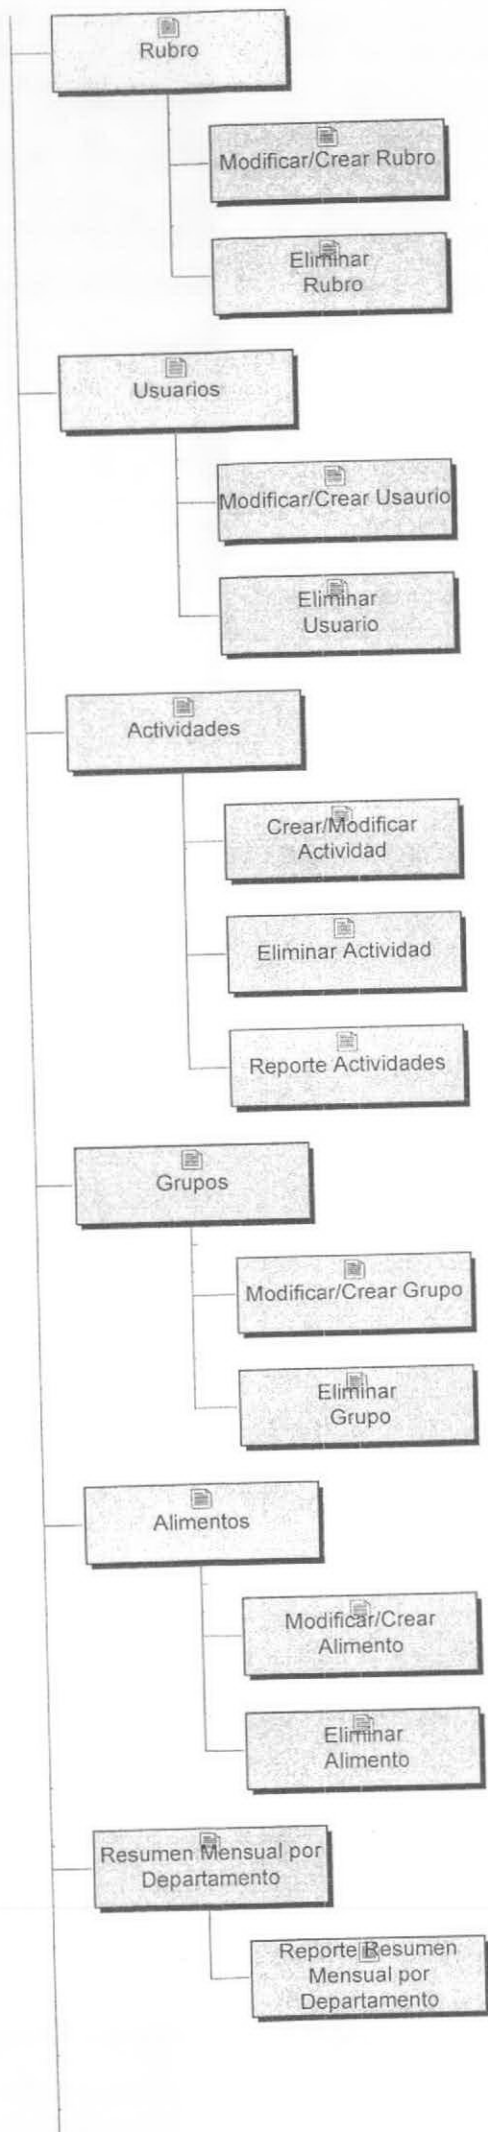 Rubro
Modificar/Crear Rubro
Eliminar
Rubro
Usuarios
Modificar/Crear Usaurio
Eliminar
Usuario
Actividades
Crear/Modificar
Actividad
Eliminar Actividad
Reporte Actividades
Grupos
Modificar/Crear Grupo
Eliminar
Grupo
Alimentos
Modificar/Crear
Alimento
Eliminar
Alimento
Resumen Mensual por
Departamento
Reporte Resumen
Mensual por
Departamento